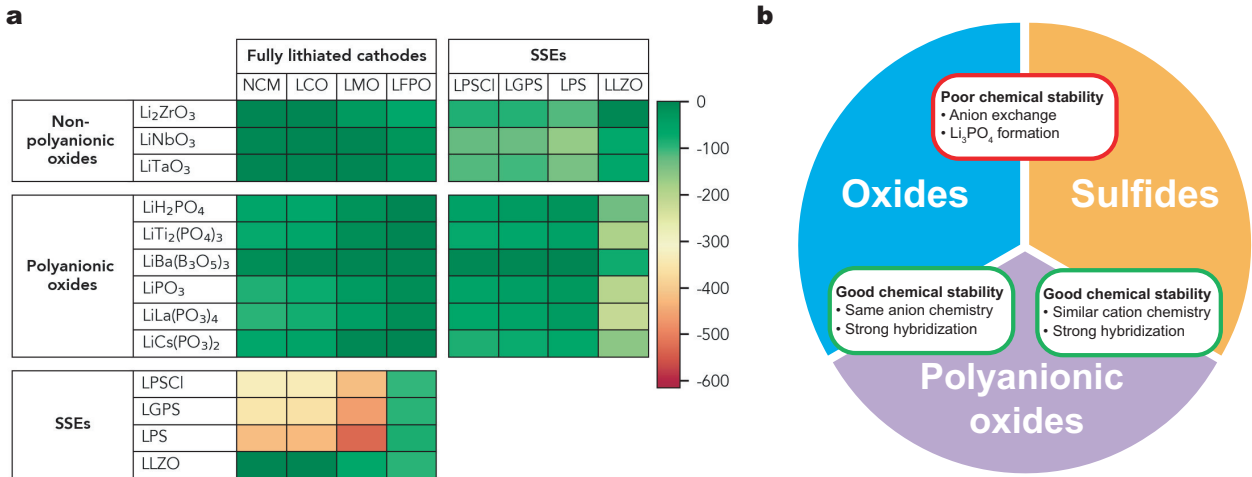 a
Fully lithiated cathodes
SSEs
NCM LCO LMO LFPO
LPSCl LGPS LPS LLZO
Non-
polyanionic
oxides
Li₂ZrO₃
LiNbO₃
LiTaO₃
Polyanionic
oxides
LiH₂PO₄
LiTi₂(PO₄)₃
LiBa(B₃O₅)₃
LiPO₃
LiLa(PO₃)₄
LiCs(PO₃)₂
SSEs
LPSCl
LGPS
LPS
LLZO
0
-100
-200
-300
-400
-500
-600
b
Poor chemical stability
• Anion exchange
• Li₃PO₄ formation
Oxides
Sulfides
Good chemical stability
• Same anion chemistry
• Strong hybridization
Good chemical stability
• Similar cation chemistry
• Strong hybridization
Polyanionic
oxides